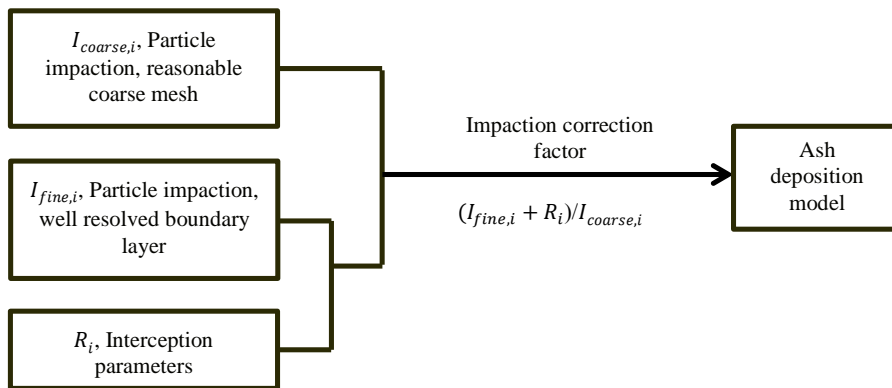 I_{coarse,i}, Particle
impaction, reasonable
coarse mesh
I_{fine,i}, Particle impaction,
well resolved boundary
layer
R_i, Interception
parameters
Impaction correction
factor
(I_{fine,i} + R_i)/I_{coarse,i}
Ash
deposition
model